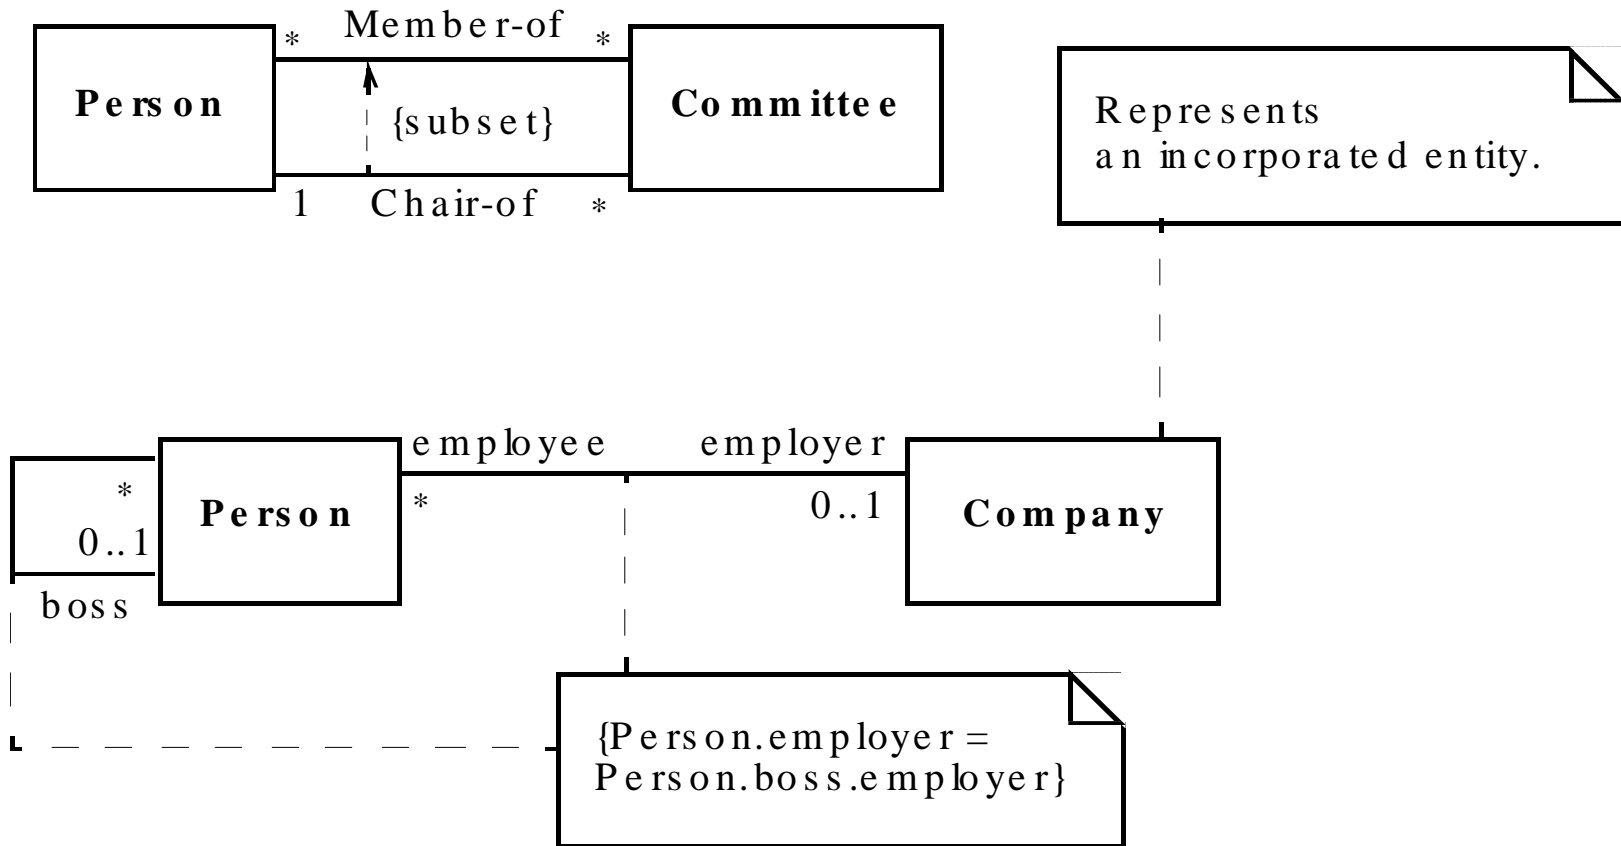 Member-of
* *
Person
Committee
{subset}
1 Chair-of *
Represents
an incorporated entity.
employee employer
* Person * 0..1 Company
0..1
boss
{Person.employer =
Person.boss.employer}